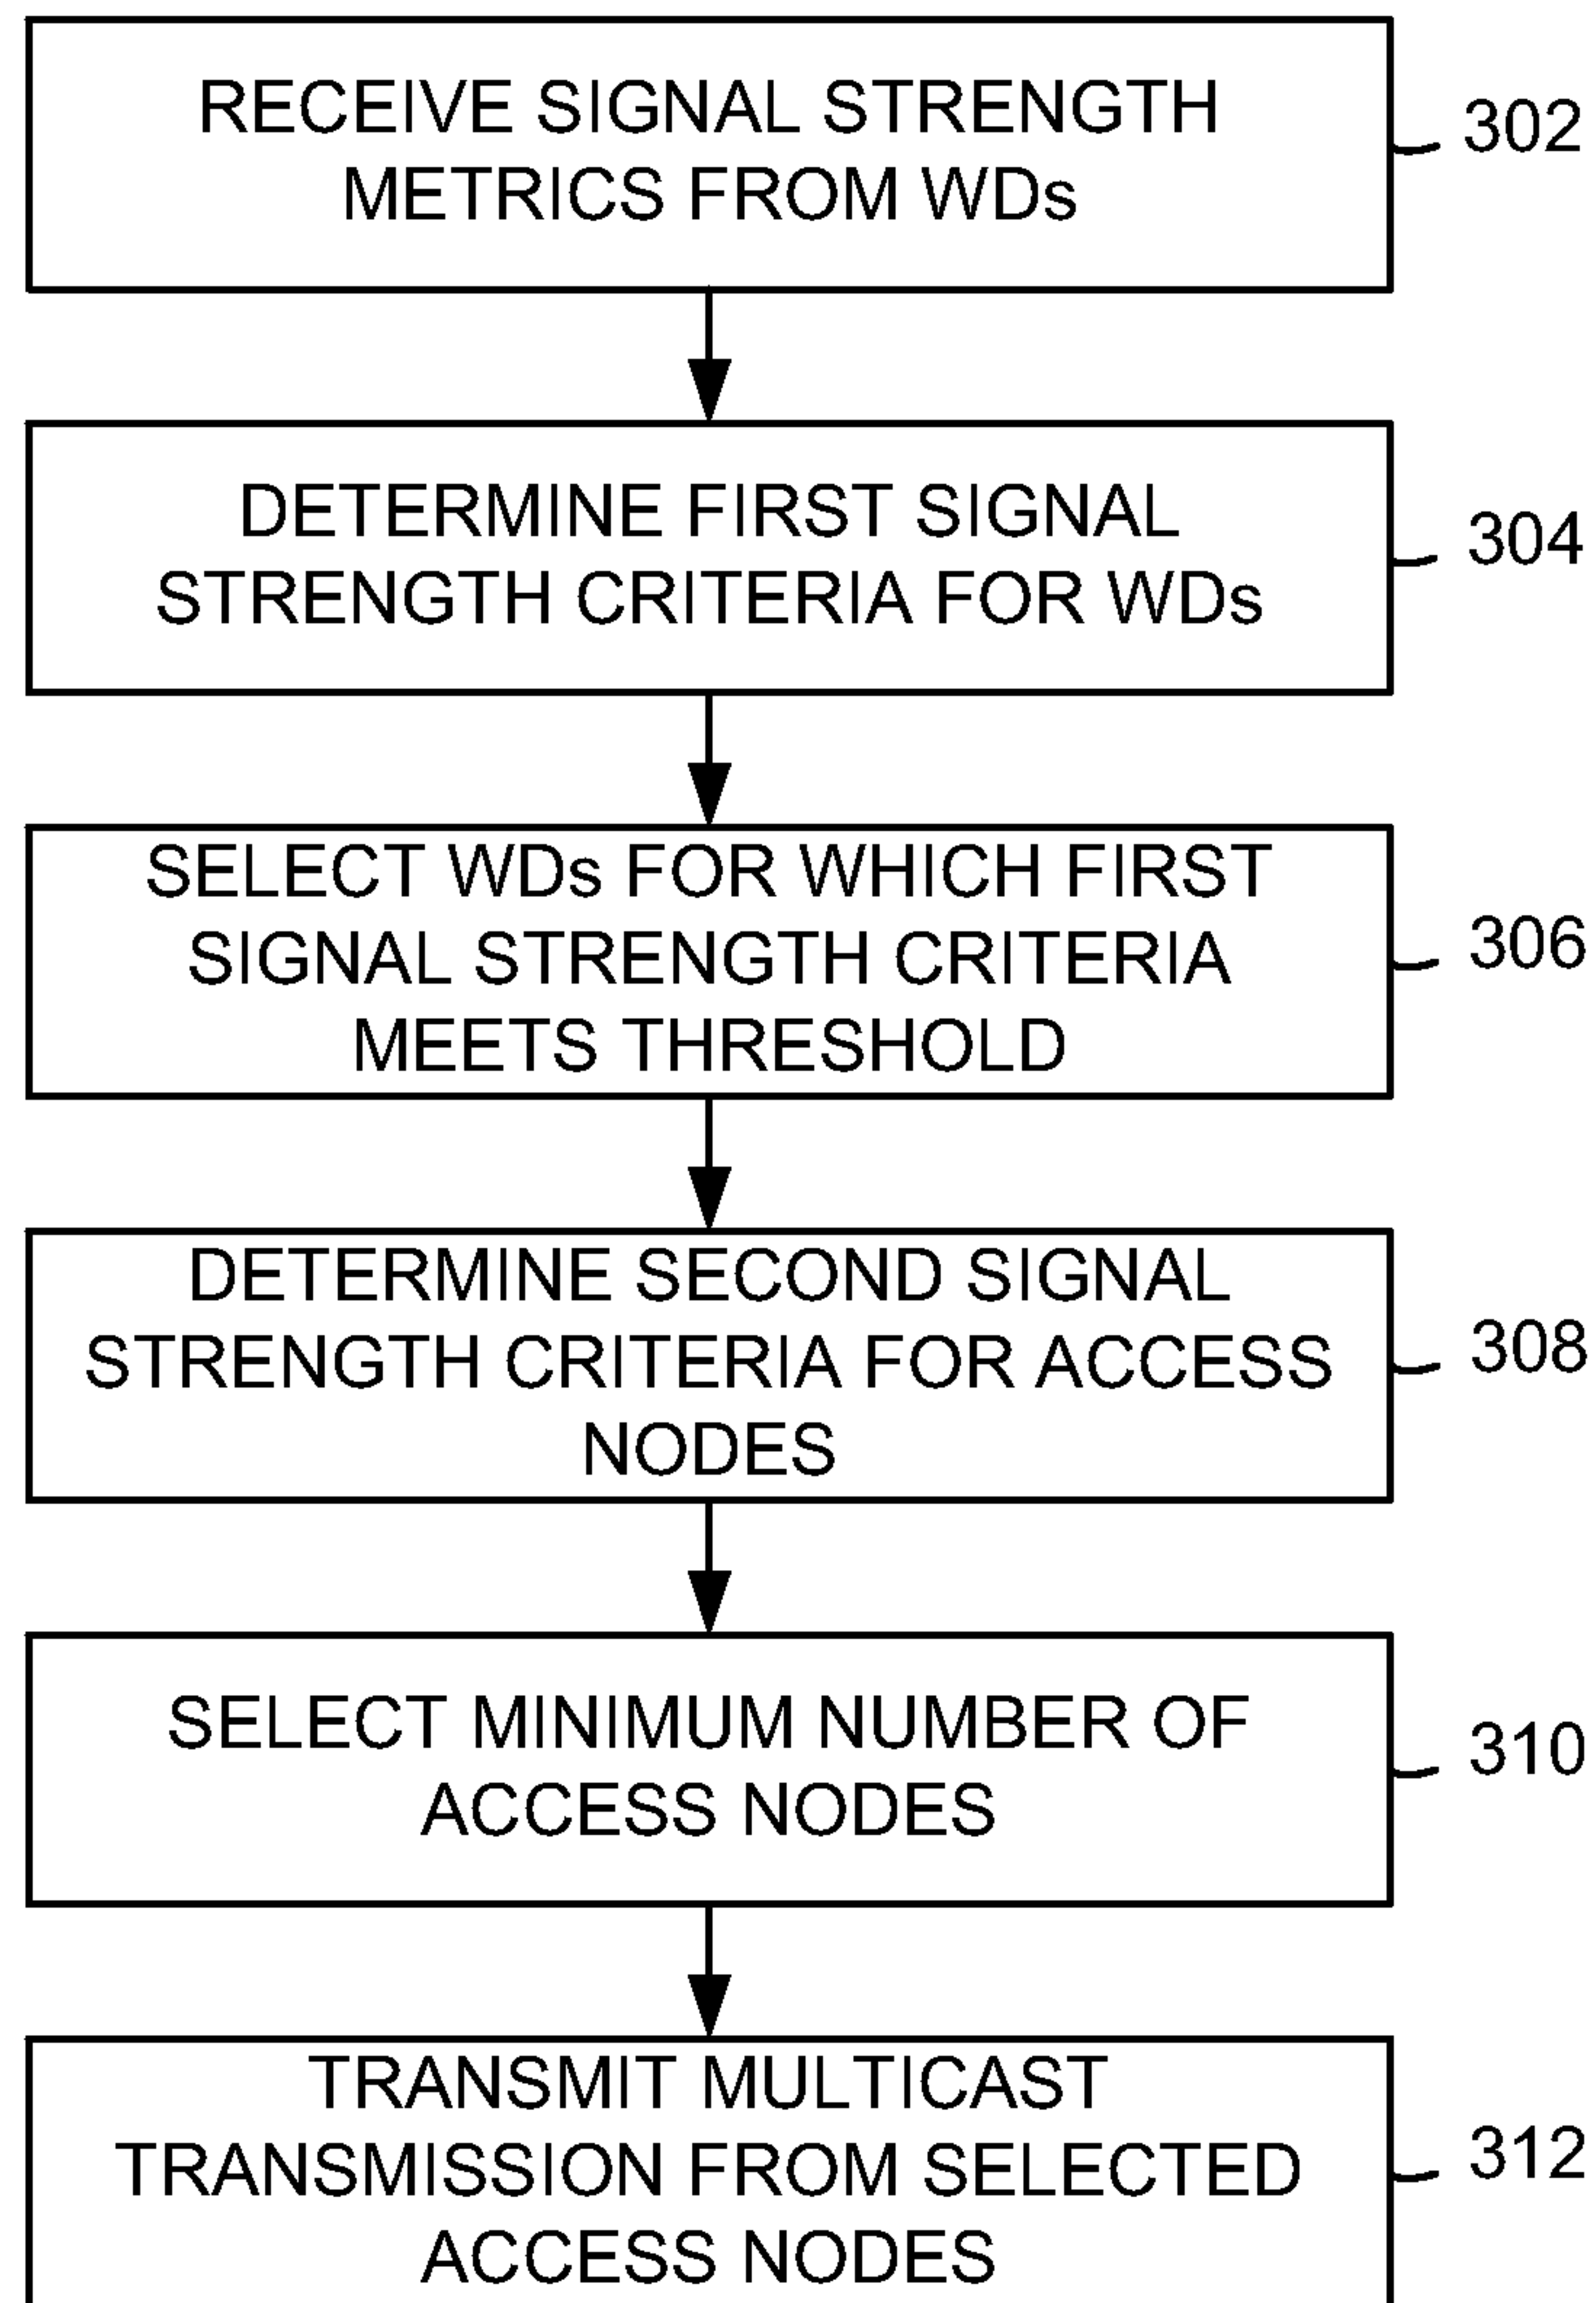 RECEIVE SIGNAL STRENGTH
METRICS FROM WDs
302
DETERMINE FIRST SIGNAL
STRENGTH CRITERIA FOR WDs
304
SELECT WDs FOR WHICH FIRST
SIGNAL STRENGTH CRITERIA
MEETS THRESHOLD
306
DETERMINE SECOND SIGNAL
STRENGTH CRITERIA FOR ACCESS
NODES
308
SELECT MINIMUM NUMBER OF
ACCESS NODES
310
TRANSMIT MULTICAST
TRANSMISSION FROM SELECTED
ACCESS NODES
312